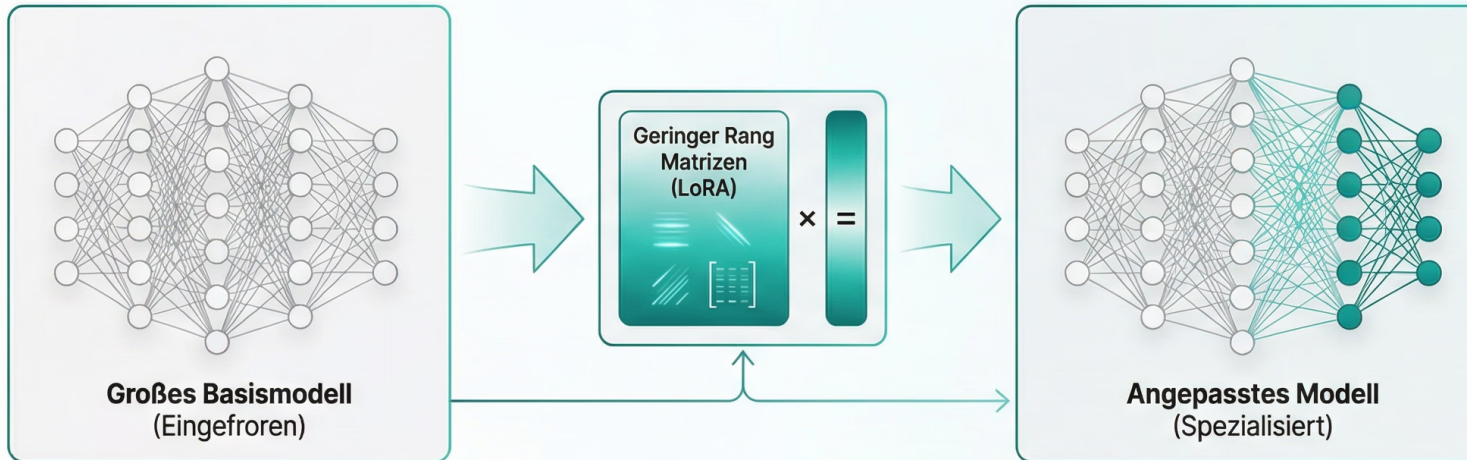 Geringer Rang
Matrizen
(LoRA)
× =
Großes Basismodell
(Eingefroren)
Angepasstes Modell
(Spezialisiert)